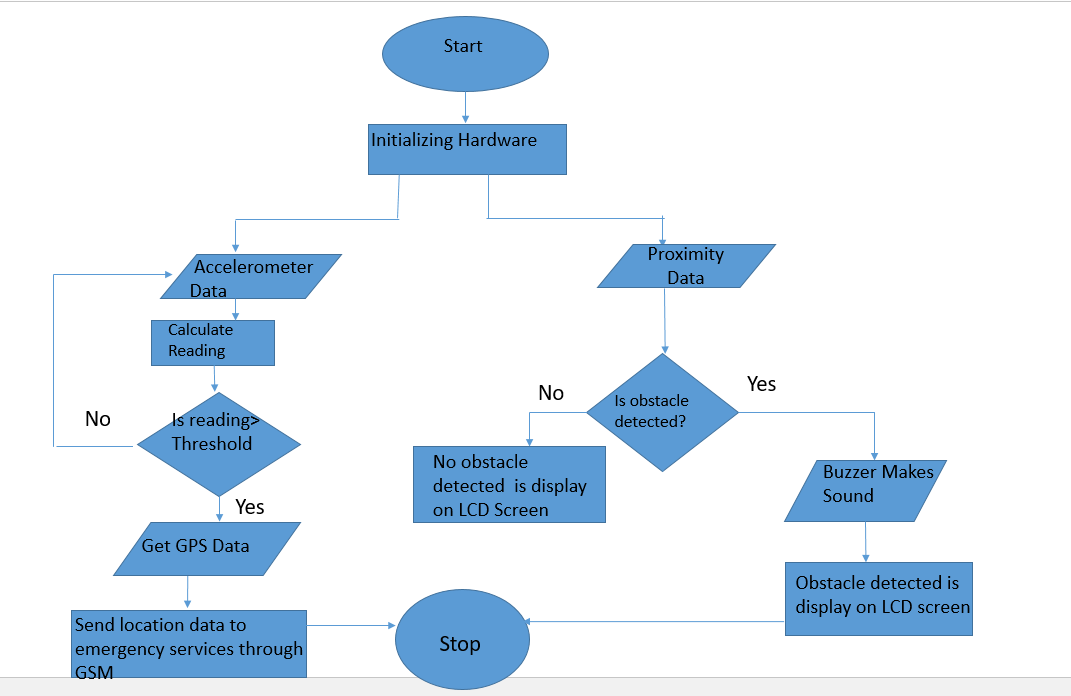 Start
Initializing Hardware
Accelerometer
Data
Proximity
Data
Calculate
Reading
No
Is reading>
Threshold
Yes
Get GPS Data
Send location data to
emergency services through
GSM
No
Is obstacle
detected?
Yes
No obstacle
detected  is display
on LCD Screen
Buzzer Makes
Sound
Obstacle detected is
display on LCD screen
Stop